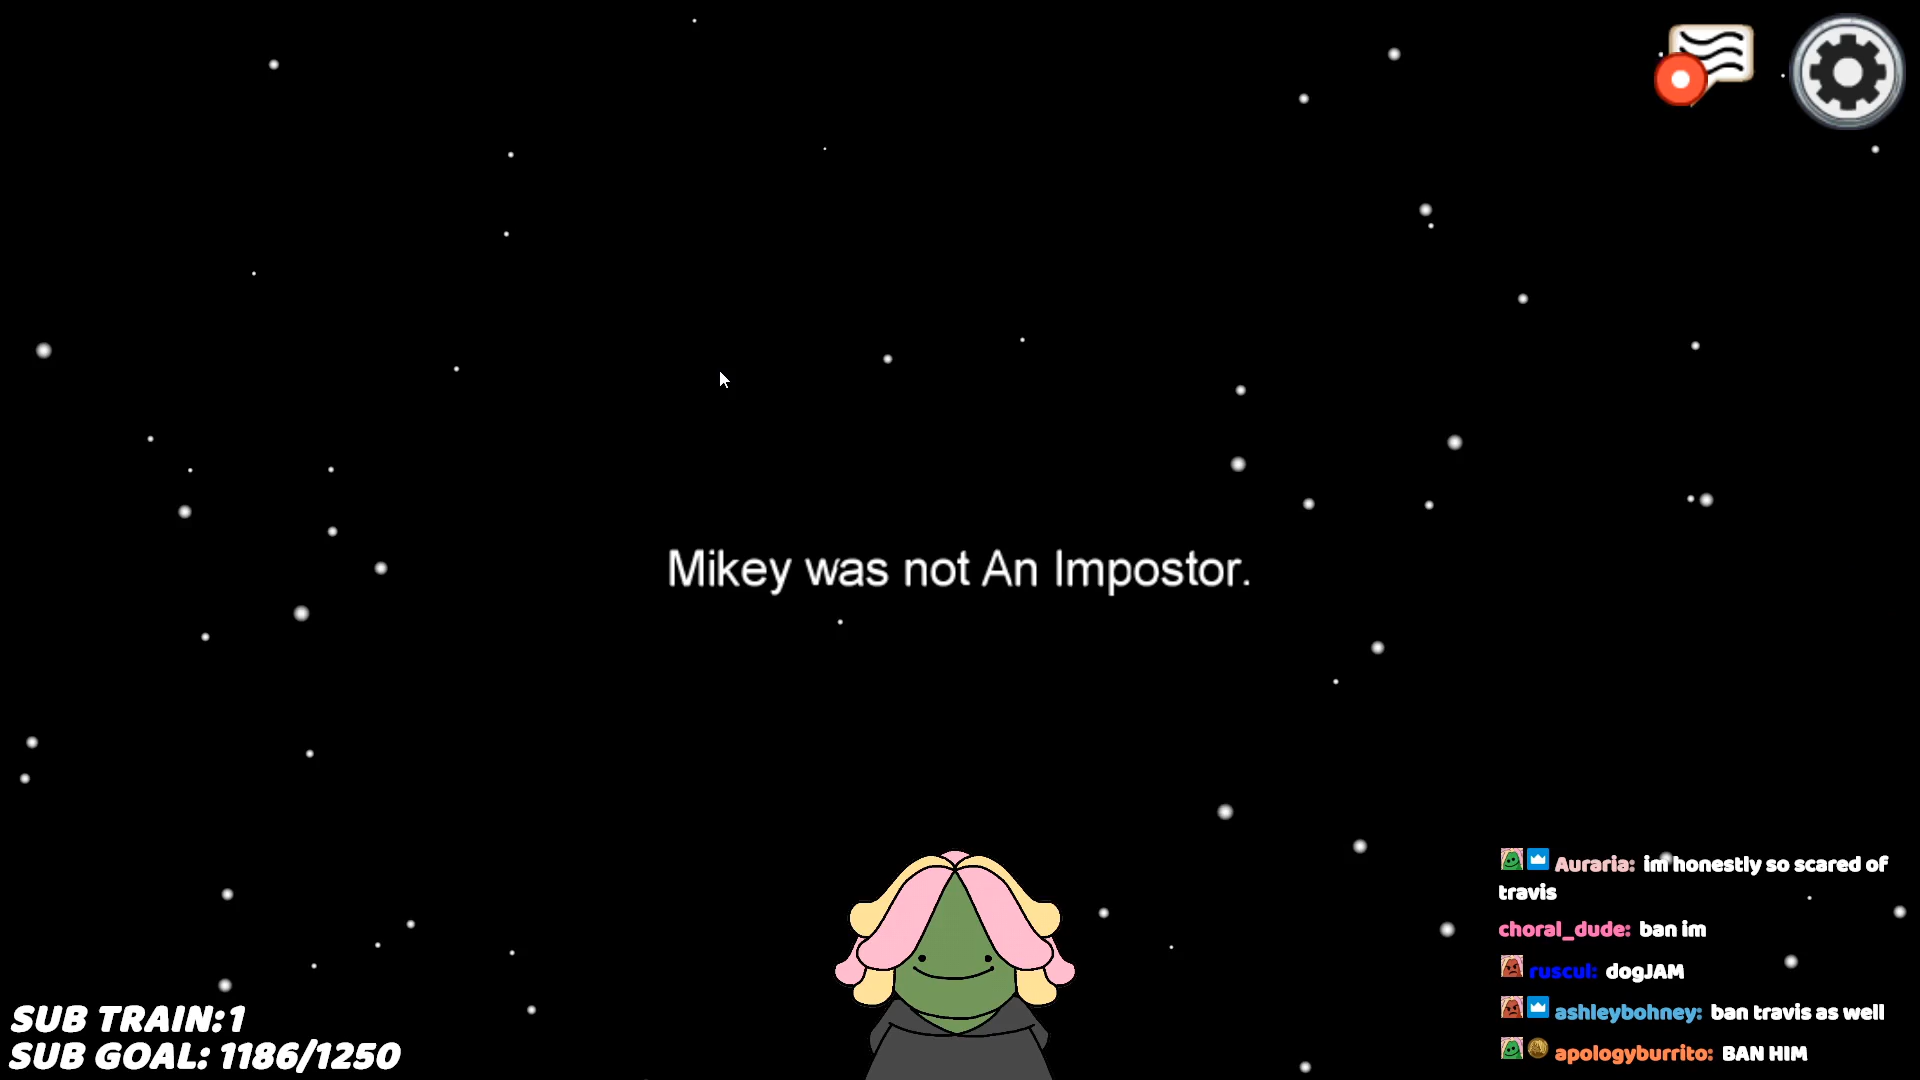 Mikey was not An Impostor.
Auraria: im honestly so scared of
travis
choral_dude: ban im
ruscul: dogJAM
ashleybohney: ban travis as well
apologyburrito: BAN HIM
SUB TRAIN:1
SUB GOAL: 1186/1250